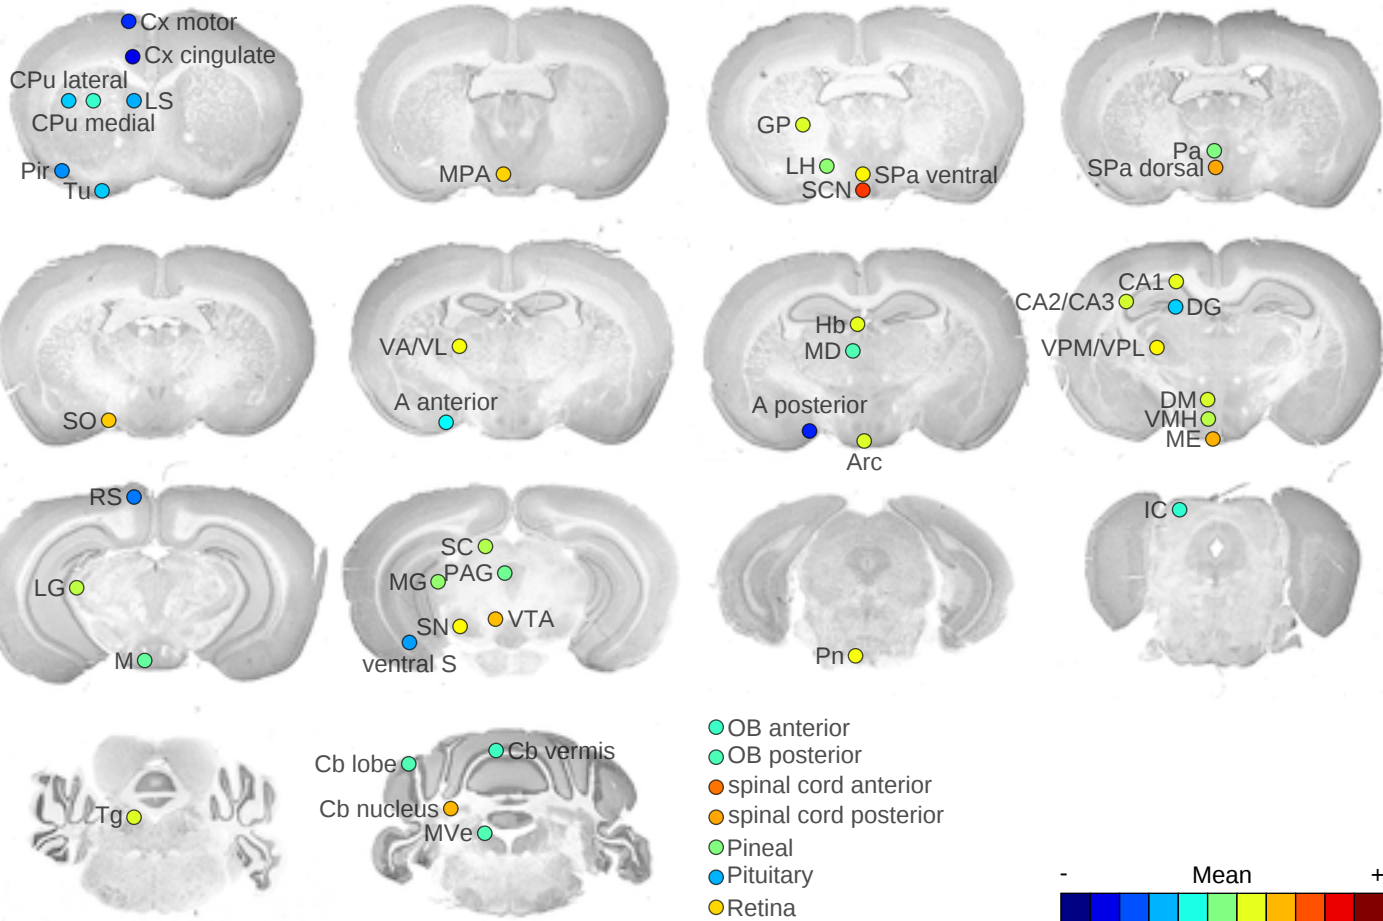 Cx motor
Cx cingulate
CPu lateral
LS
CPu medial
Pir
Tu
MPA
GP
LH
SPa ventral
SCN
Pa
SPa dorsal
SO
VA/VL
A anterior
Hb
MD
A posterior
Arc
CA1
CA2/CA3
DG
VPM/VPL
DM
VMH
ME
RS
LG
M
SC
PAG
MG
VTA
SN
ventral S
Pn
IC
Tg
Cb vermis
Cb lobe
Cb nucleus
MVe
OB anterior
OB posterior
spinal cord anterior
spinal cord posterior
Pineal
Pituitary
Retina
- Mean +